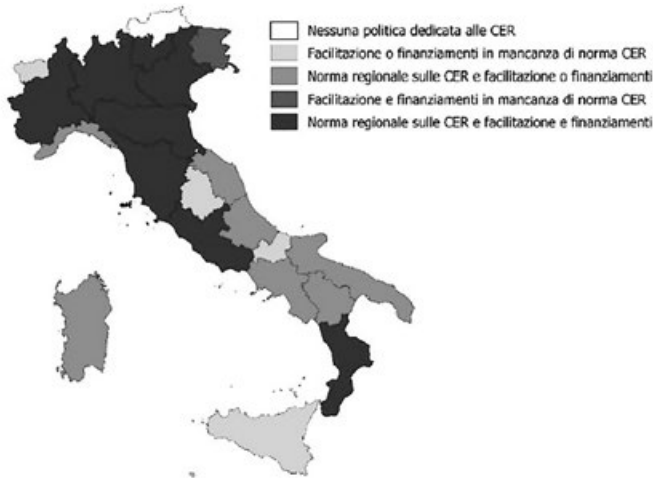 Nessuna politica dedicata alle CER
Facilitazione o finanziamenti in mancanza di norma CER
Norma regionale sulle CER e facilitazione o finanziamenti
Facilitazione e finanziamenti in mancanza di norma CER
Norma regionale sulle CER e facilitazione e finanziamenti